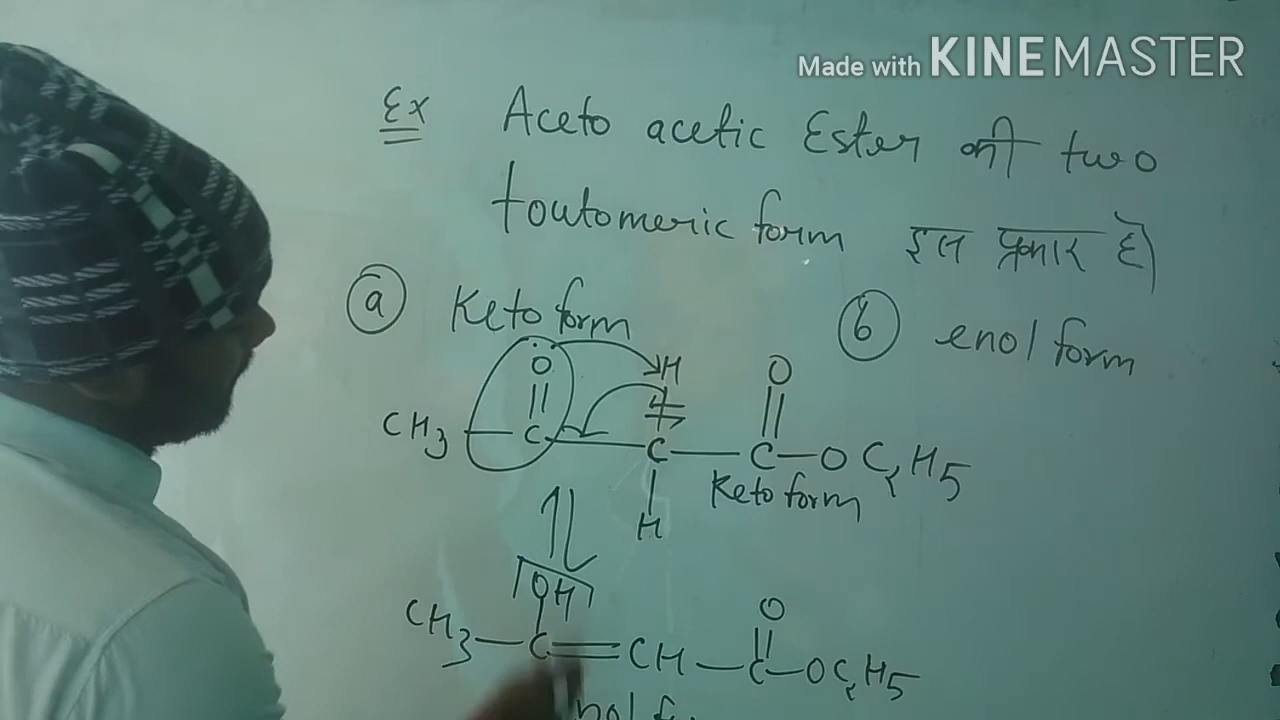 Made with KINEMASTER
Ex Aceto acetic Ester की two
toutomeric form इस प्रकार है
(a) Keto form (b) enol form
O H O
CH3 — C — C — C — O C2H5
Keto form
H
OH O
CH3 — C = CH — C — OC2H5